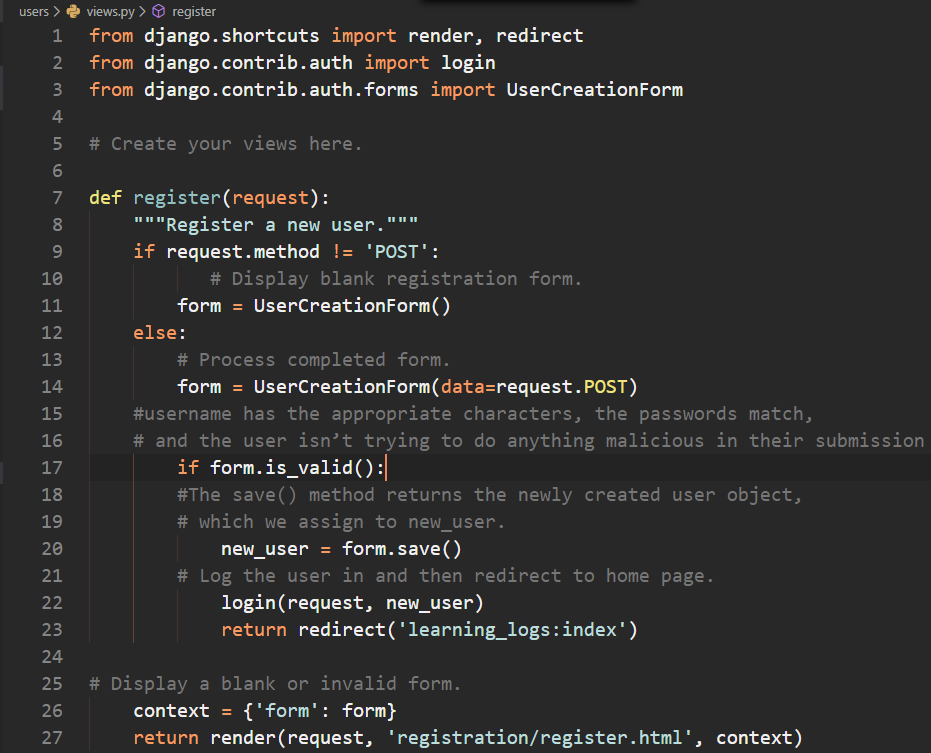 users > views.py > register
1 from django.shortcuts import render, redirect
2 from django.contrib.auth import login
3 from django.contrib.auth.forms import UserCreationForm
4
5 # Create your views here.
6
7 def register(request):
8     """Register a new user."""
9     if request.method != 'POST':
10            # Display blank registration form.
11         form = UserCreationForm()
12     else:
13         # Process completed form.
14         form = UserCreationForm(data=request.POST)
15     #username has the appropriate characters, the passwords match,
16     # and the user isn’t trying to do anything malicious in their submission
17         if form.is_valid():
18         #The save() method returns the newly created user object,
19         # which we assign to new_user.
20             new_user = form.save()
21         # Log the user in and then redirect to home page.
22             login(request, new_user)
23             return redirect('learning_logs:index')
24
25 # Display a blank or invalid form.
26     context = {'form': form}
27     return render(request, 'registration/register.html', context)